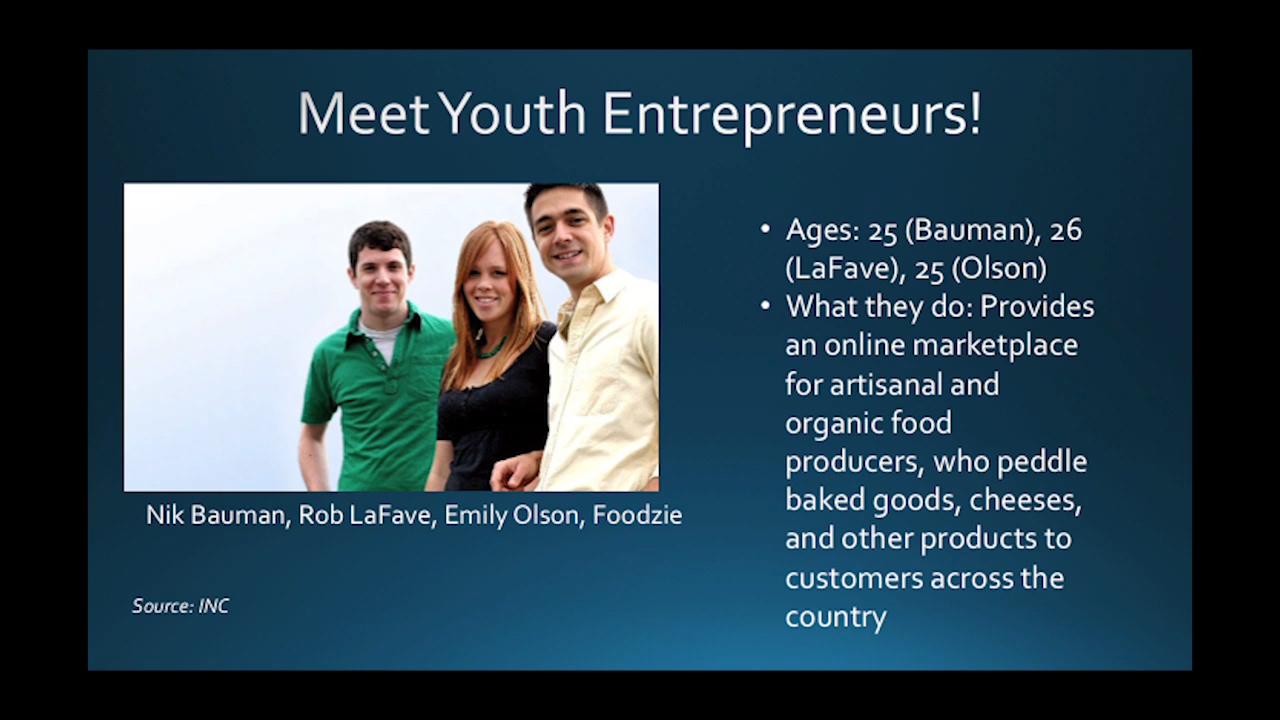 Meet Youth Entrepreneurs!
Nik Bauman, Rob LaFave, Emily Olson, Foodzie
Source: INC
• Ages: 25 (Bauman), 26
(LaFave), 25 (Olson)
• What they do: Provides
an online marketplace
for artisanal and
organic food
producers, who peddle
baked goods, cheeses,
and other products to
customers across the
country